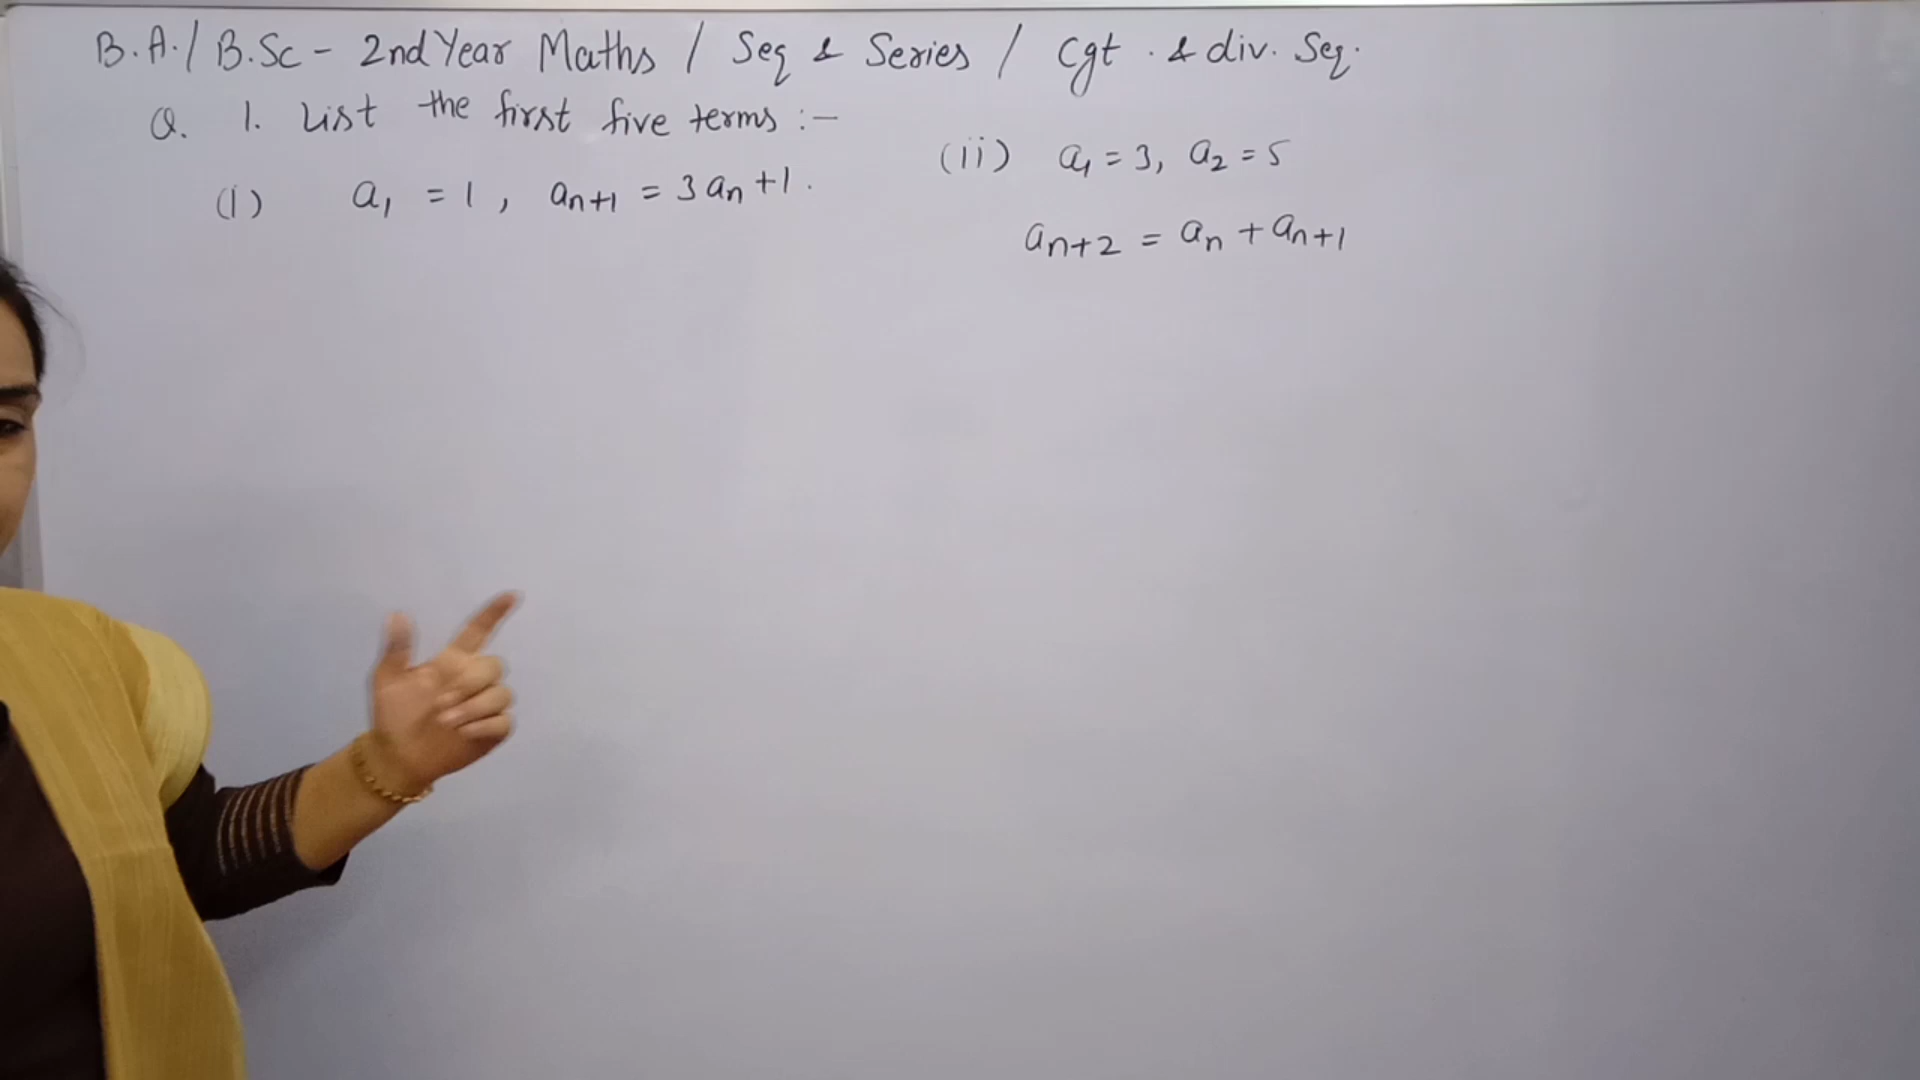 B.A./ B.Sc - 2nd Year Maths / Seq & Series / Cgt. & div. Seq.
Q. 1. List the first five terms :-
(i) a₁ = 1, aₙ₊₁ = 3aₙ + 1.
(ii) a₁ = 3, a₂ = 5
aₙ₊₂ = aₙ + aₙ₊₁